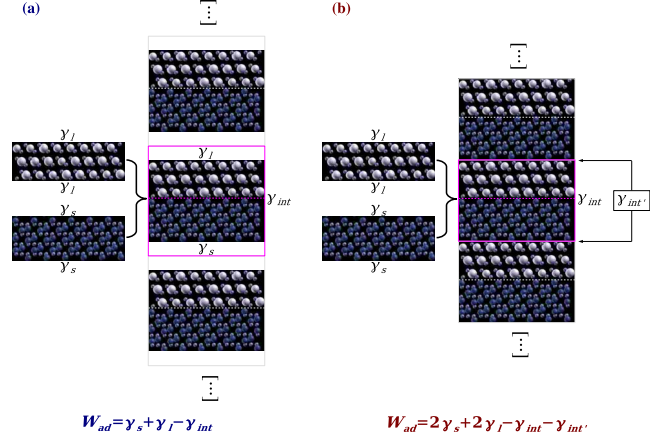 (a)
(b)
[⋮]
[⋮]
γl
γl
γl
γs
γs
γint
γs
[⋮]
γl
γl
γs
γs
γint
γint'
[⋮]
Wad=γs+γl−γint
Wad=2γs+2γl−γint−γint'